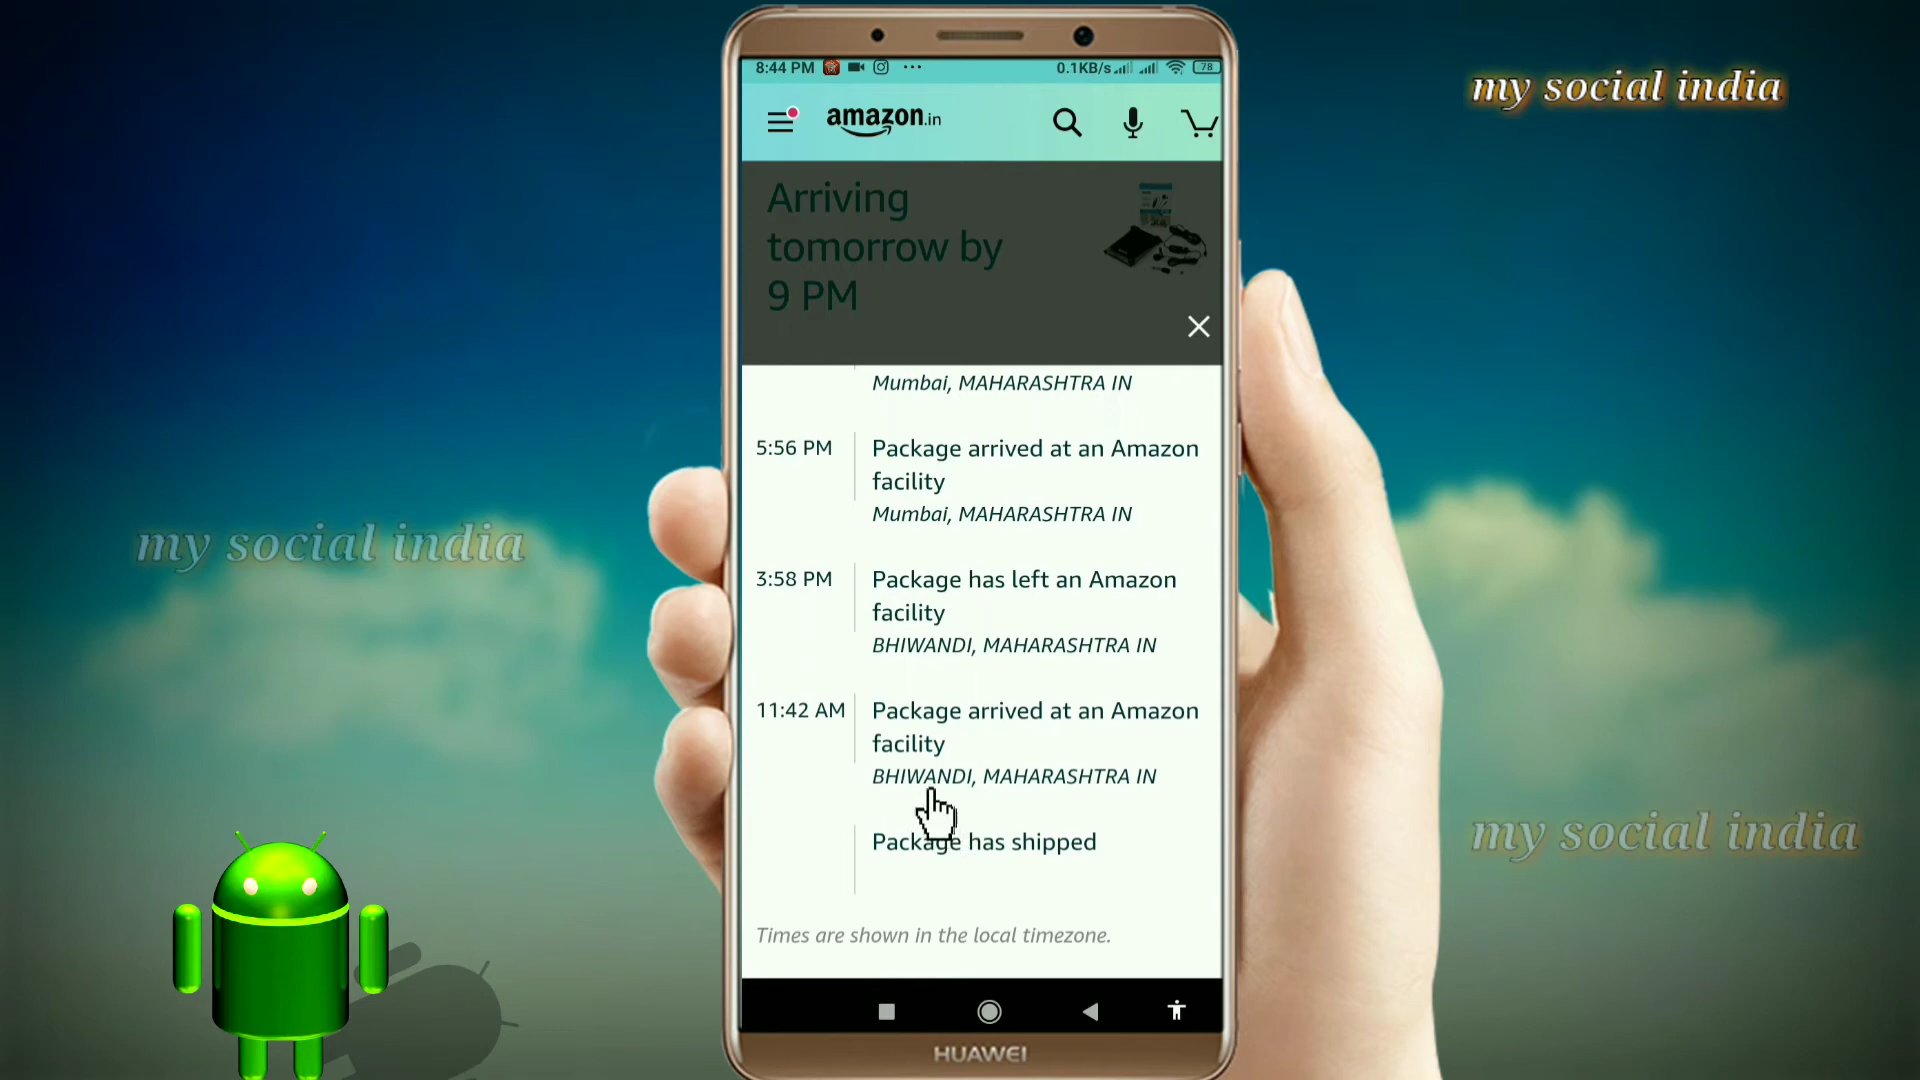 my social india
8:44 PM
0.1KB/s
78
amazon.in
Arriving
tomorrow by
9 PM
Mumbai, MAHARASHTRA IN
5:56 PM
Package arrived at an Amazon
facility
Mumbai, MAHARASHTRA IN
3:58 PM
Package has left an Amazon
facility
BHIWANDI, MAHARASHTRA IN
11:42 AM
Package arrived at an Amazon
facility
BHIWANDI, MAHARASHTRA IN
Package has shipped
Times are shown in the local timezone.
HUAWEI
my social india
my social india